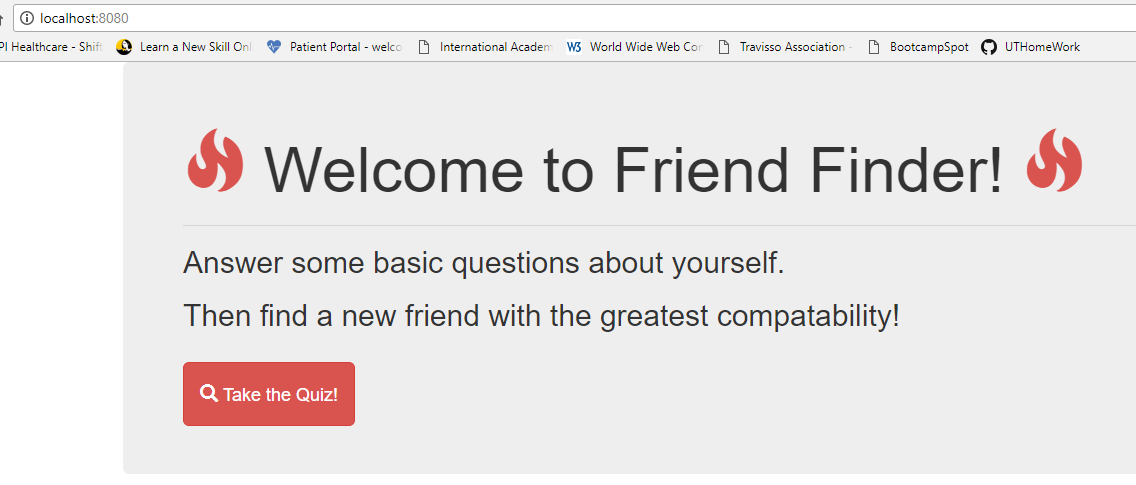 localhost:8080
PI Healthcare - Shift Learn a New Skill Onl Patient Portal - welco International Academ W3 World Wide Web Cor Travisso Association - BootcampSpot UTHomeWork
Welcome to Friend Finder!
Answer some basic questions about yourself.
Then find a new friend with the greatest compatability!
Take the Quiz!